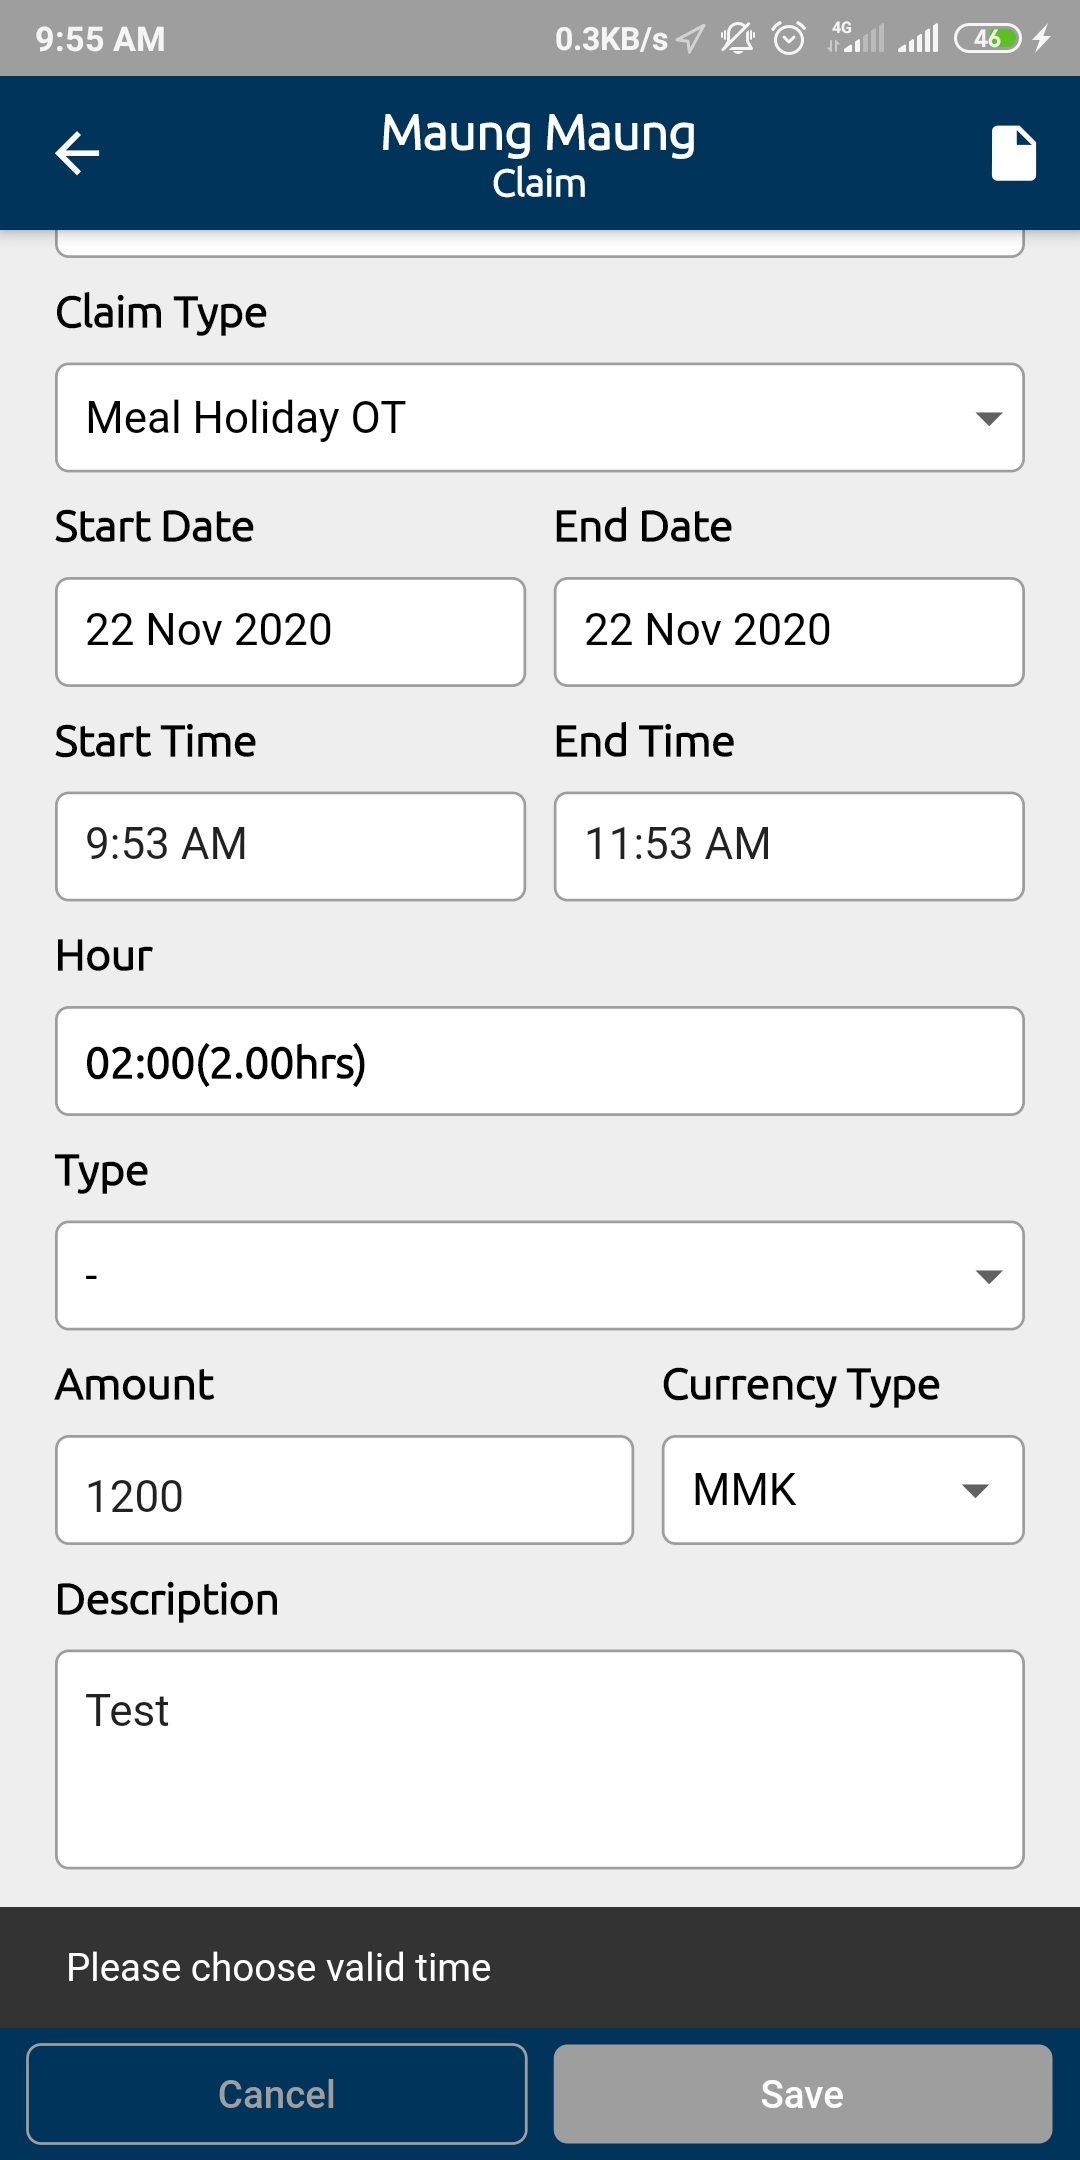 9:55 AM 0.3KB/s 4G 46
Maung Maung
Claim
Claim Type
Meal Holiday OT
Start Date End Date
22 Nov 2020 22 Nov 2020
Start Time End Time
9:53 AM 11:53 AM
Hour
02:00(2.00hrs)
Type
-
Amount Currency Type
1200 MMK
Description
Test
Please choose valid time
Cancel Save